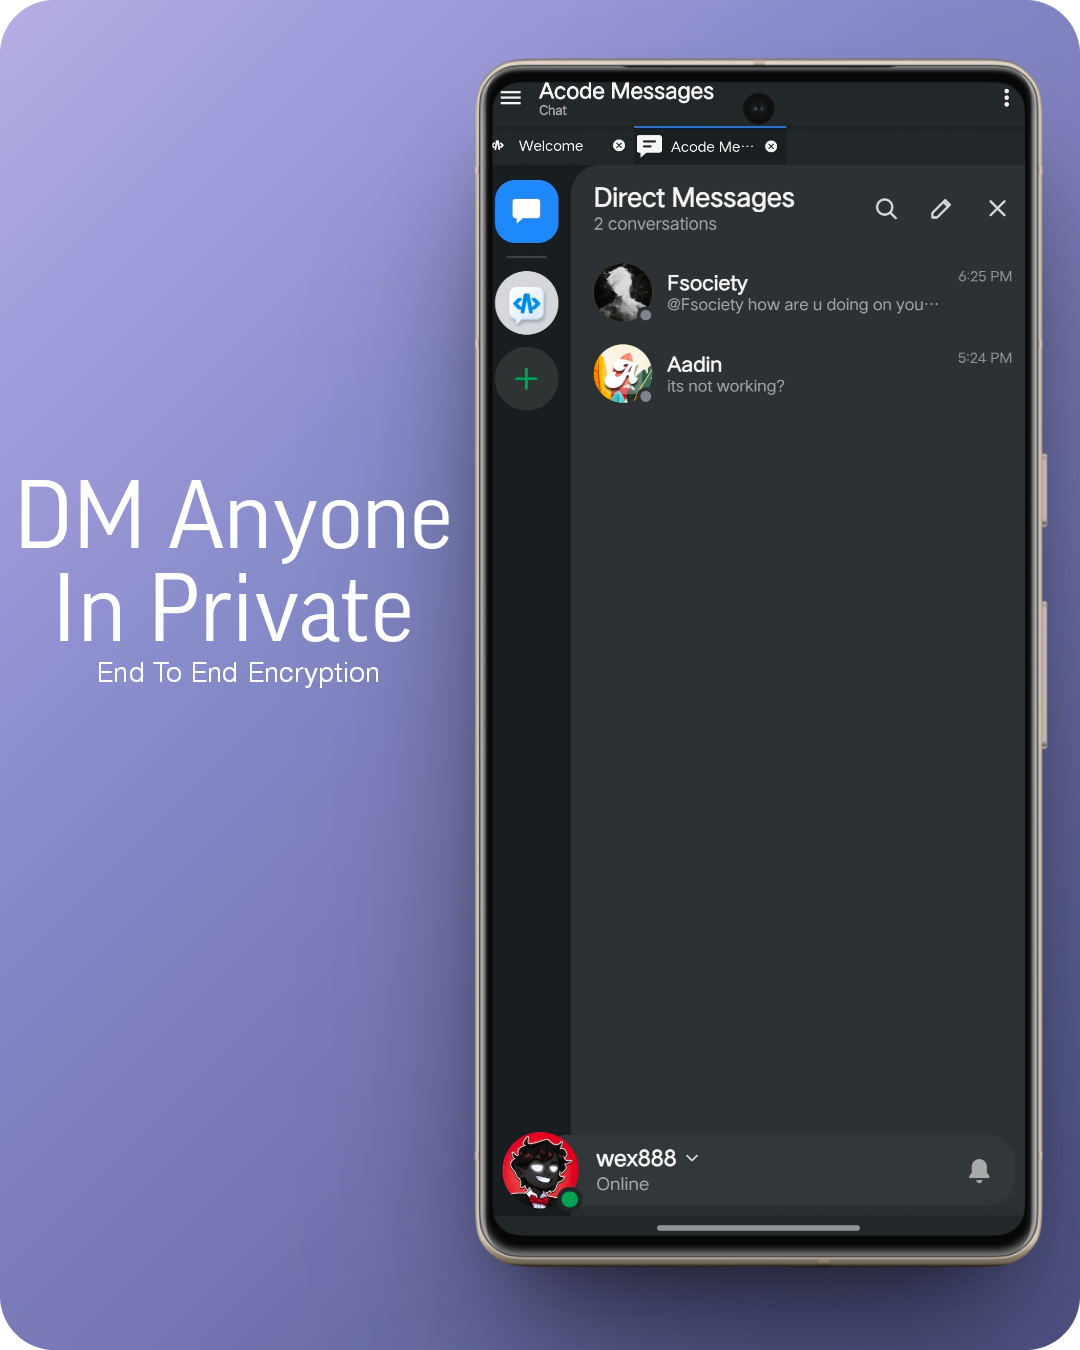 DM Anyone
In Private
End To End Encryption
Acode Messages
Chat
Welcome
Acode Me···
Direct Messages
2 conversations
Fsociety
6:25 PM
@Fsociety how are u doing on you···
Aadin
5:24 PM
its not working?
wex888
Online